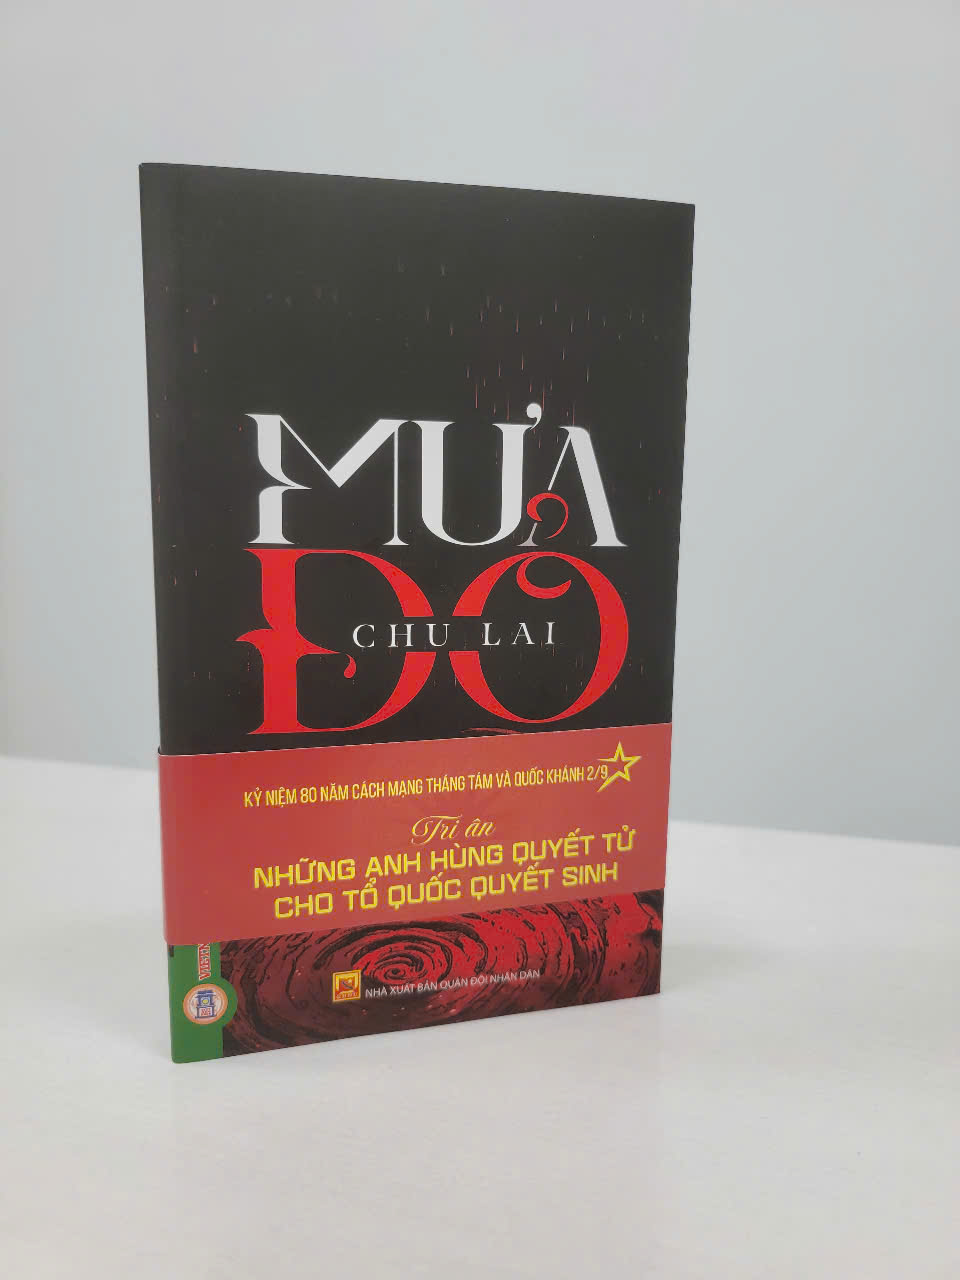 MƯA
ĐỎ
CHU LAI
KỶ NIỆM 80 NĂM CÁCH MẠNG THÁNG TÁM VÀ QUỐC KHÁNH 2/9
Tri ân
NHỮNG ANH HÙNG QUYẾT TỬ
CHO TỔ QUỐC QUYẾT SINH
NHÀ XUẤT BẢN QUÂN ĐỘI NHÂN DÂN